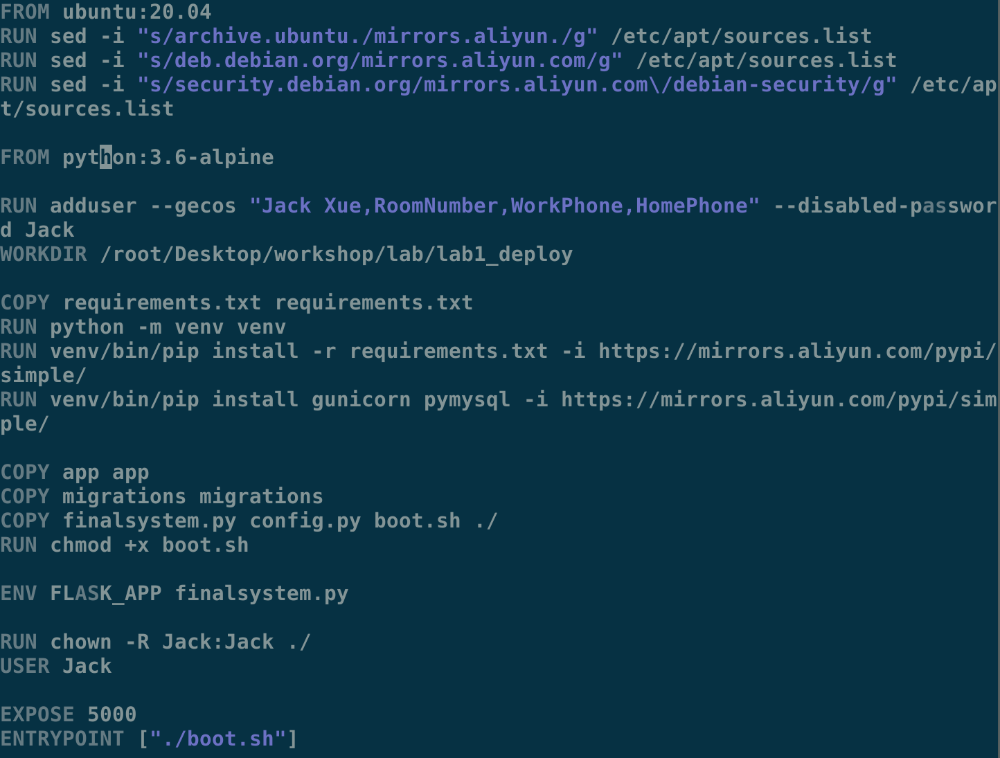 FROM ubuntu:20.04
RUN sed -i "s/archive.ubuntu./mirrors.aliyun./g" /etc/apt/sources.list
RUN sed -i "s/deb.debian.org/mirrors.aliyun.com/g" /etc/apt/sources.list
RUN sed -i "s/security.debian.org/mirrors.aliyun.com\/debian-security/g" /etc/ap
t/sources.list
FROM python:3.6-alpine
RUN adduser --gecos "Jack Xue,RoomNumber,WorkPhone,HomePhone" --disabled-passwor
d Jack
WORKDIR /root/Desktop/workshop/lab/lab1_deploy
COPY requirements.txt requirements.txt
RUN python -m venv venv
RUN venv/bin/pip install -r requirements.txt -i https://mirrors.aliyun.com/pypi/
simple/
RUN venv/bin/pip install gunicorn pymysql -i https://mirrors.aliyun.com/pypi/sim
ple/
COPY app app
COPY migrations migrations
COPY finalsystem.py config.py boot.sh ./
RUN chmod +x boot.sh
ENV FLASK_APP finalsystem.py
RUN chown -R Jack:Jack ./
USER Jack
EXPOSE 5000
ENTRYPOINT ["./boot.sh"]